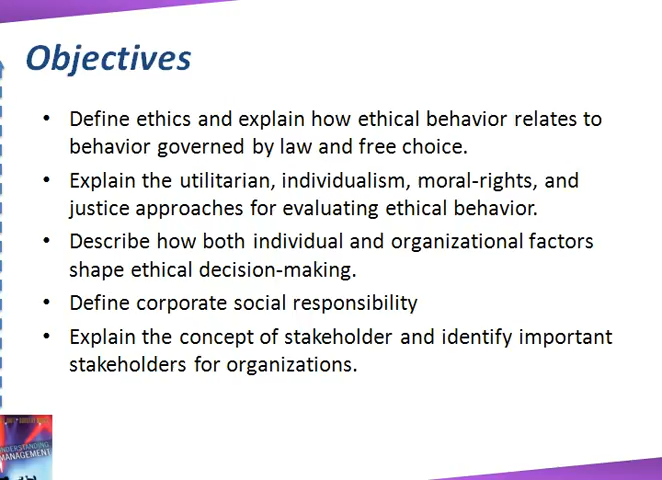 Objectives
• Define ethics and explain how ethical behavior relates to
behavior governed by law and free choice.
• Explain the utilitarian, individualism, moral-rights, and
justice approaches for evaluating ethical behavior.
• Describe how both individual and organizational factors
shape ethical decision-making.
• Define corporate social responsibility
• Explain the concept of stakeholder and identify important
stakeholders for organizations.
UNDERSTANDING
MANAGEMENT